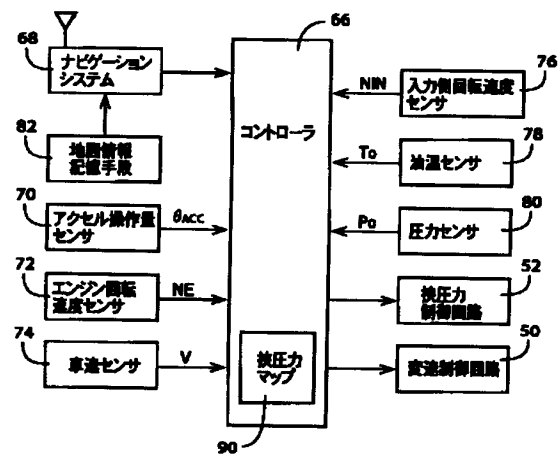 66
68
ナビゲーション
システム
82
地図情報
記憶手段
70
アクセル操作量
センサ
θACC
72
エンジン回転
速度センサ
NE
74
車速センサ
V
コントローラ
挟圧力
マップ
90
NIN
入力側回転速度
センサ
76
To
油温センサ
78
Po
圧力センサ
80
挟圧力
制御回路
52
変速制御回路
50